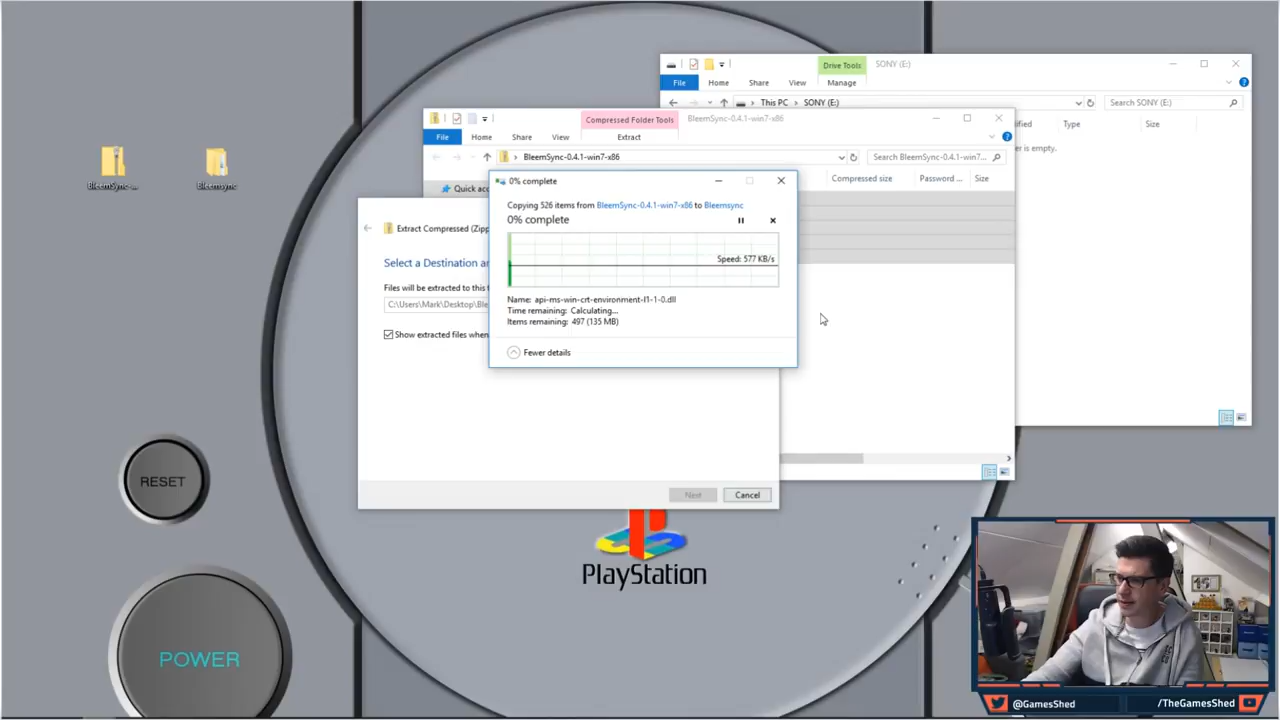 BleemSync-...
Bleemsync
RESET
POWER
PlayStation
Drive Tools
SONY (E:)
File
Home
Share
View
Manage
This PC
SONY (E:)
Search SONY (E:)
Type
Size
er is empty.
Compressed Folder Tools
BleemSync-0.4.1-win7-x86
File
Home
Share
View
Extract
BleemSync-0.4.1-win7-x86
Search BleemSync-0.4.1-win7...
Quick acc
Compressed size
Password ...
Size
Extract Compressed (Zipp
Select a Destination an
Files will be extracted to this f
C:\Users\Mark\Desktop\Ble
Show extracted files when
Next
Cancel
0% complete
Copying 526 items from BleemSync-0.4.1-win7-x86 to Bleemsync
0% complete
Speed: 577 KB/s
Name: api-ms-win-crt-environment-l1-1-0.dll
Time remaining: Calculating...
Items remaining: 497 (135 MB)
Fewer details
@GamesShed
/TheGamesShed